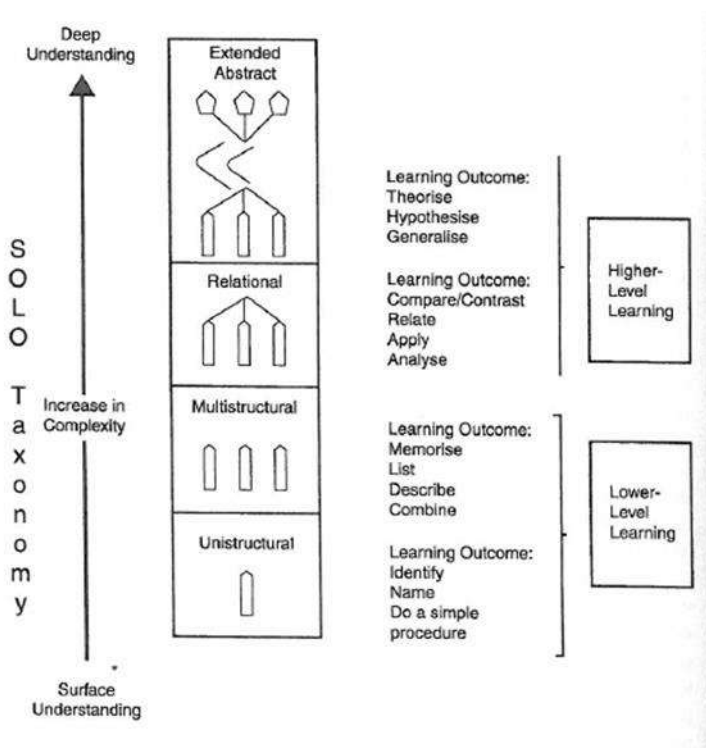 Deep
Understanding
SOLO Taxonomy
Increase in
Complexity
Surface
Understanding
Extended
Abstract
Relational
Multistructural
Unistructural
Learning Outcome:
Theorise
Hypothesise
Generalise
Learning Outcome:
Compare/Contrast
Relate
Apply
Analyse
Learning Outcome:
Memorise
List
Describe
Combine
Learning Outcome:
Identify
Name
Do a simple
procedure
Higher-
Level
Learning
Lower-
Level
Learning